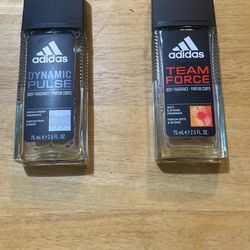 adidas
DYNAMIC
PULSE
BODY FRAGRANCE · PARFUM CORPS
75 mL ℮ 2.5 FL. OZ.
adidas
TEAM
FORCE
BODY FRAGRANCE · PARFUM CORPS
75 mL ℮ 2.5 FL. OZ.